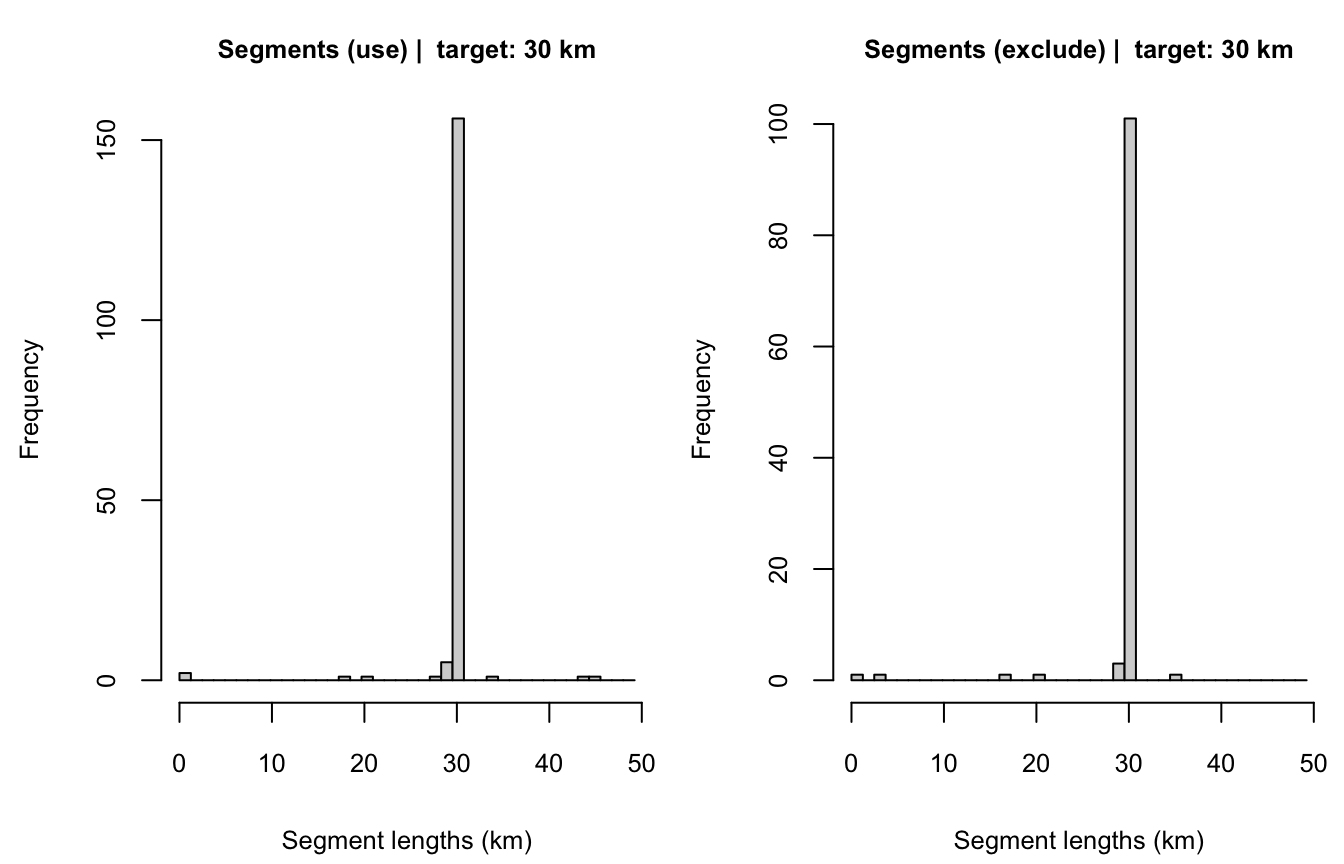 Segments (use) |  target: 30 km
150
100
50
0
Frequency
0 10 20 30 40 50
Segment lengths (km)
Segments (exclude) |  target: 30 km
100
80
60
40
20
0
Frequency
0 10 20 30 40 50
Segment lengths (km)